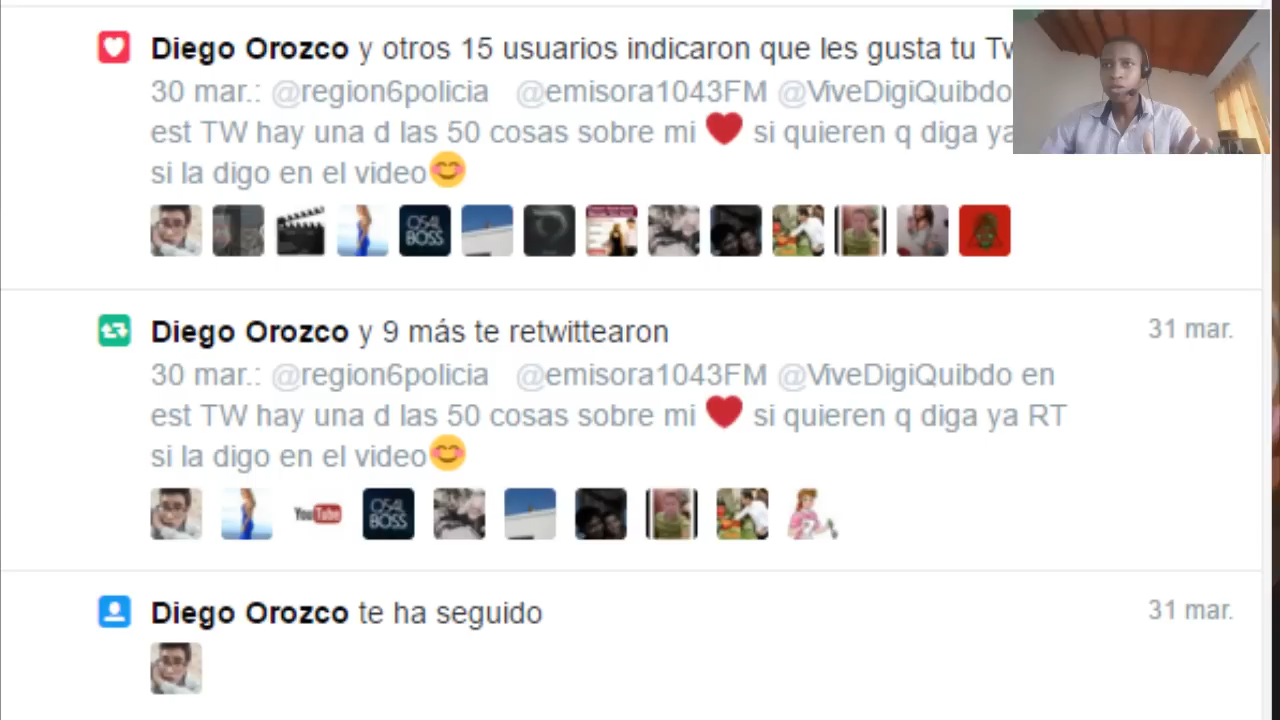 Diego Orozco y otros 15 usuarios indicaron que les gusta tu Tw
30 mar.: @region6policia @emisora1043FM @ViveDigiQuibdo
est TW hay una d las 50 cosas sobre mi ❤️ si quieren q diga ya
si la digo en el video😊
OS4L
BOSS
Diego Orozco y 9 más te retwittearon
31 mar.
30 mar.: @region6policia @emisora1043FM @ViveDigiQuibdo en
est TW hay una d las 50 cosas sobre mi ❤️ si quieren q diga ya RT
si la digo en el video😊
YouTube
OS4L
BOSS
Diego Orozco te ha seguido
31 mar.